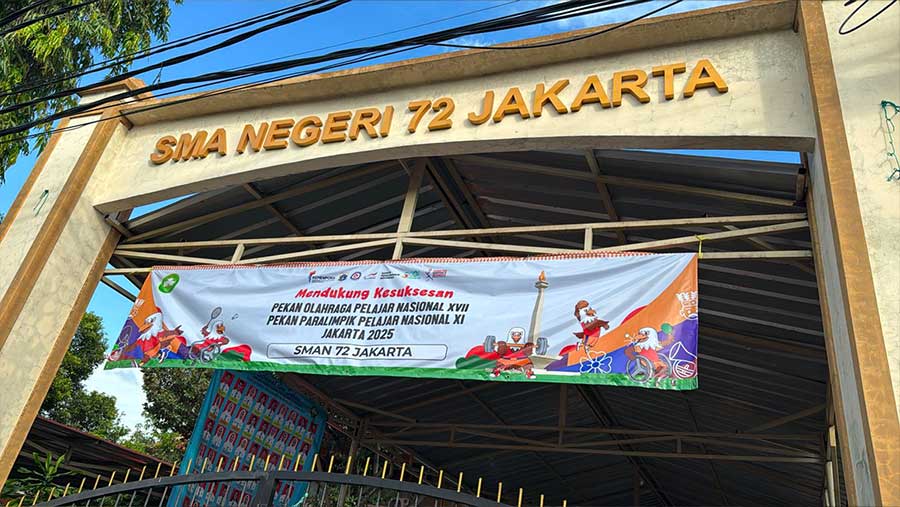 SMA NEGERI 72 JAKARTA
Mendukung Kesuksesan
PEKAN OLAHRAGA PELAJAR NASIONAL XVII
PEKAN PARALIMPIK PELAJAR NASIONAL XI
JAKARTA 2025
SMAN 72 JAKARTA